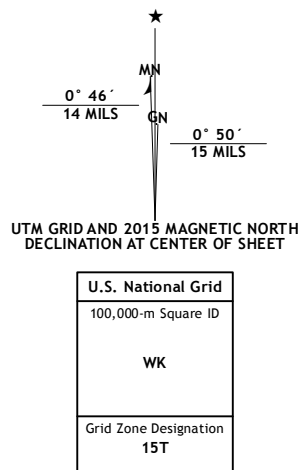 MN
0° 46´
14 MILS
GN
0° 50´
15 MILS
UTM GRID AND 2015 MAGNETIC NORTH
DECLINATION AT CENTER OF SHEET
U.S. National Grid
100,000-m Square ID
WK
Grid Zone Designation
15T